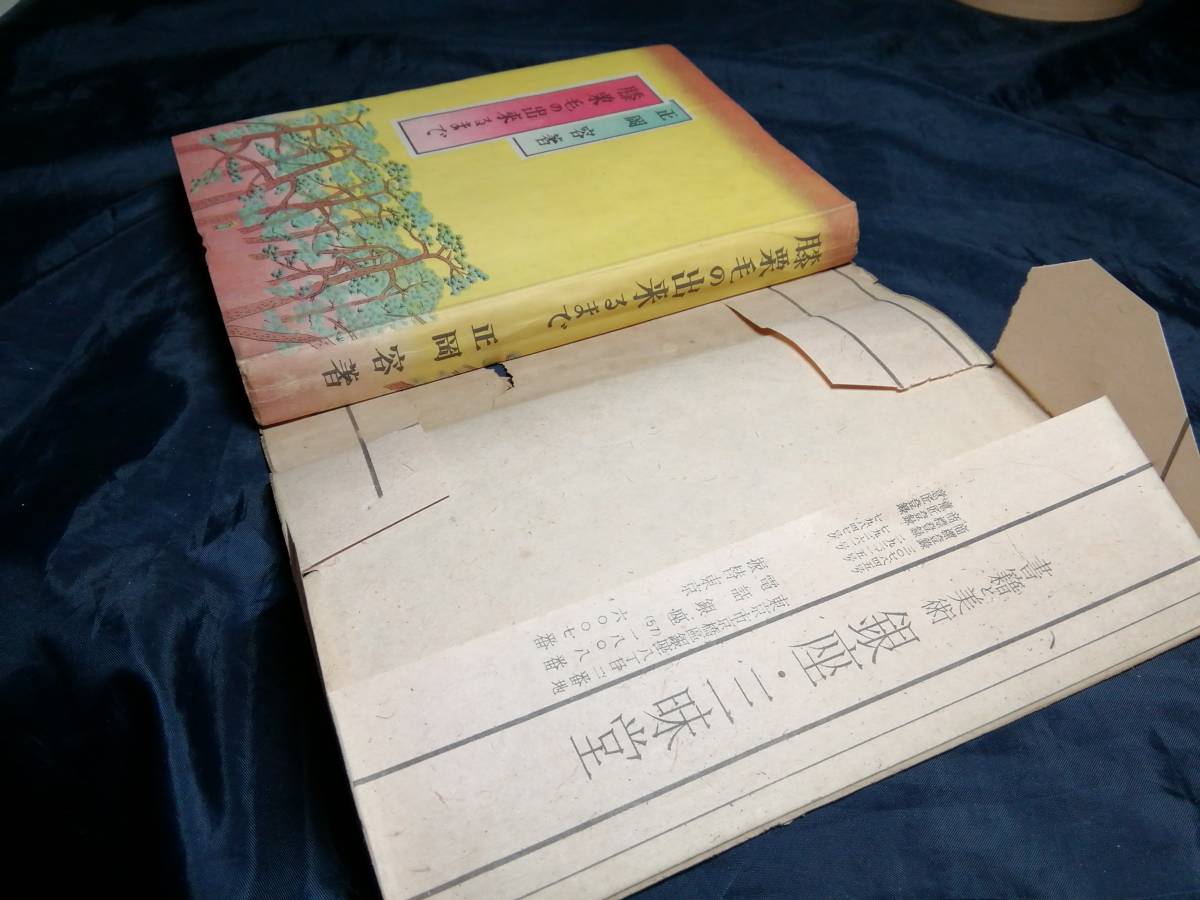 正岡容著
膝栗毛の出来るまで
膝栗毛の出来るまで
正岡容著
書籍と美術
銀座・三昧堂
東京市京橋區銀座八丁目二番地
電話銀座(57)一八〇八番
振替東京六〇〇七番